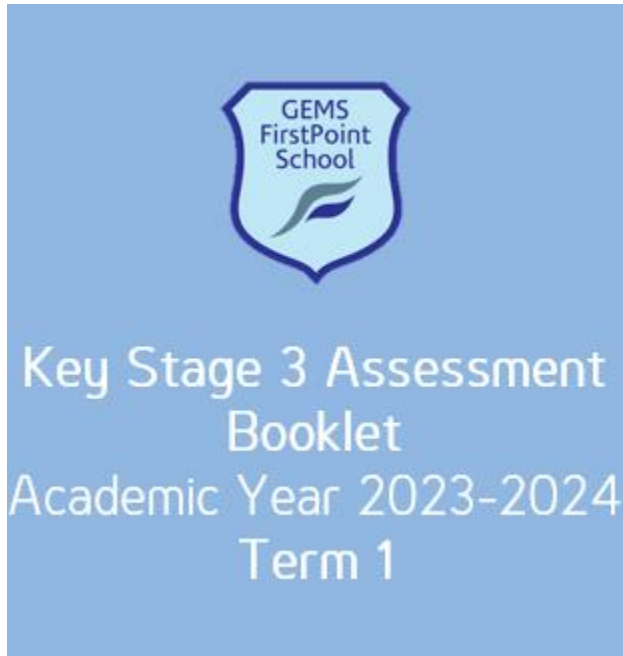 GEMS
FirstPoint
School
Key Stage 3 Assessment
Booklet
Academic Year 2023-2024
Term 1